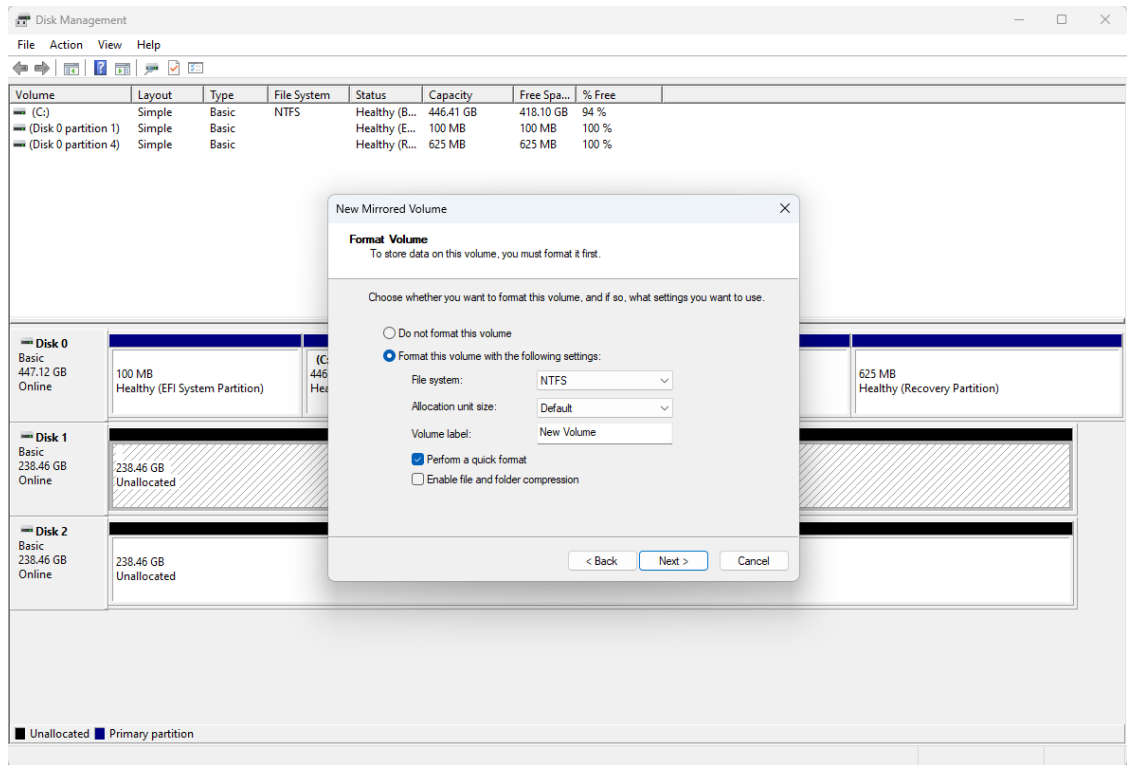 Disk Management
File Action View Help
Volume Layout Type File System Status Capacity Free Spa... % Free
(C:) Simple Basic NTFS Healthy (B... 446.41 GB 418.10 GB 94 %
(Disk 0 partition 1) Simple Basic Healthy (E... 100 MB 100 MB 100 %
(Disk 0 partition 4) Simple Basic Healthy (R... 625 MB 625 MB 100 %
New Mirrored Volume
Format Volume
To store data on this volume, you must format it first.
Choose whether you want to format this volume, and if so, what settings you want to use.
Do not format this volume
Format this volume with the following settings:
File system: NTFS
Allocation unit size: Default
Volume label: New Volume
Perform a quick format
Enable file and folder compression
< Back Next > Cancel
Disk 0
Basic
447.12 GB
Online
100 MB
Healthy (EFI System Partition)
(C:
446
Hea
625 MB
Healthy (Recovery Partition)
Disk 1
Basic
238.46 GB
Online
238.46 GB
Unallocated
Disk 2
Basic
238.46 GB
Online
238.46 GB
Unallocated
Unallocated Primary partition